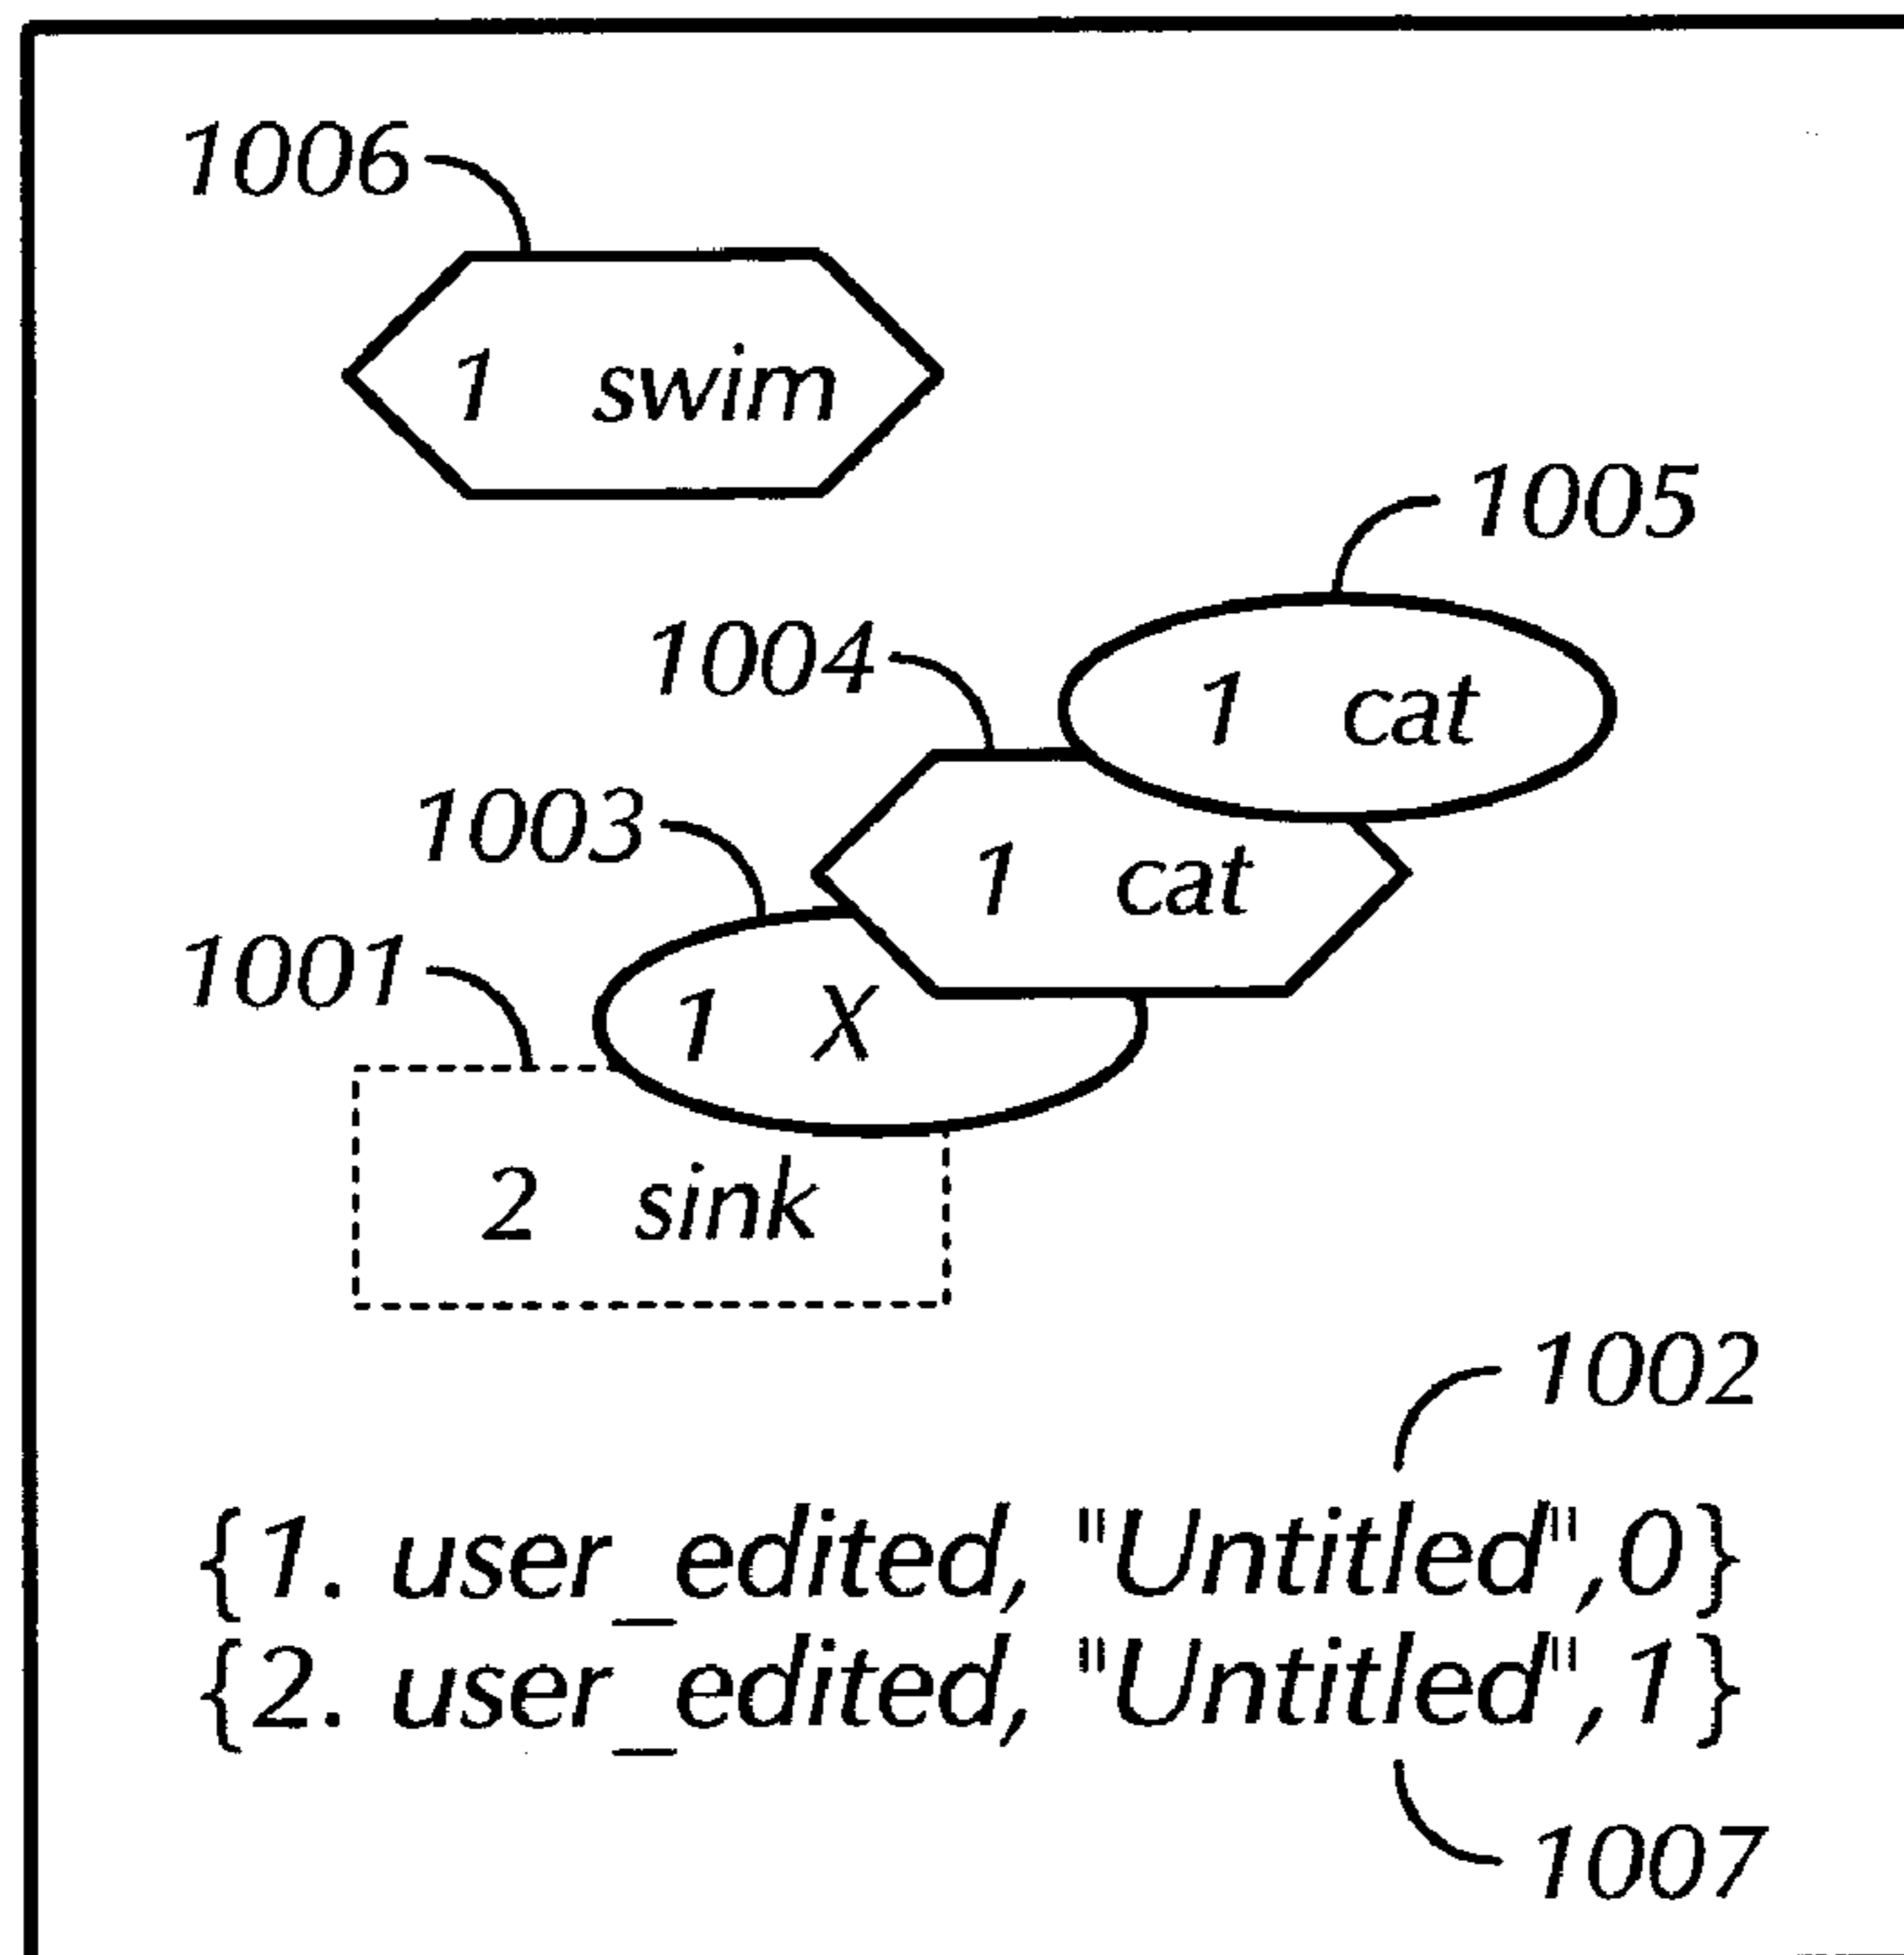 1006
1 swim
1005
1004
1 cat
1003
1 cat
1001
1 X
2 sink
1002
{1. user_edited, "Untitled",0}
{2. user_edited, "Untitled",1}
1007